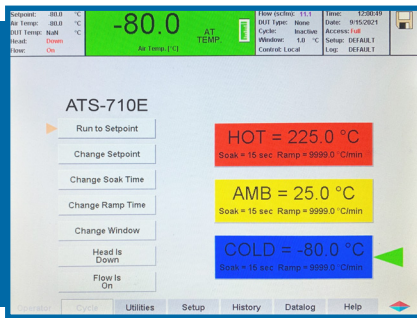 Setpoint: -80.0 °C
Air Temp: -80.0 °C
DUT Temp: NaN °C
Head: Down
Flow: On
-80.0
AT
TEMP.
Air Temp. [°C]
Flow (scfm): 11.1
DUT Type: None
Cycle: Inactive
Window: 1.0 °C
Control: Local
Time: 12:00:49
Date: 9/15/2021
Access: Full
Setup: DEFAULT
Log: DEFAULT
ATS-710E
Run to Setpoint
Change Setpoint
Change Soak Time
Change Ramp Time
Change Window
Head Is
Down
Flow Is
On
HOT = 225.0 °C
Soak = 15 sec Ramp = 9999.0 °C/min
AMB = 25.0 °C
Soak = 15 sec Ramp = 9999.0 °C/min
COLD = -80.0 °C
Soak = 15 sec Ramp = 9999.0 °C/min
Operator Cycle Utilities Setup History Datalog Help